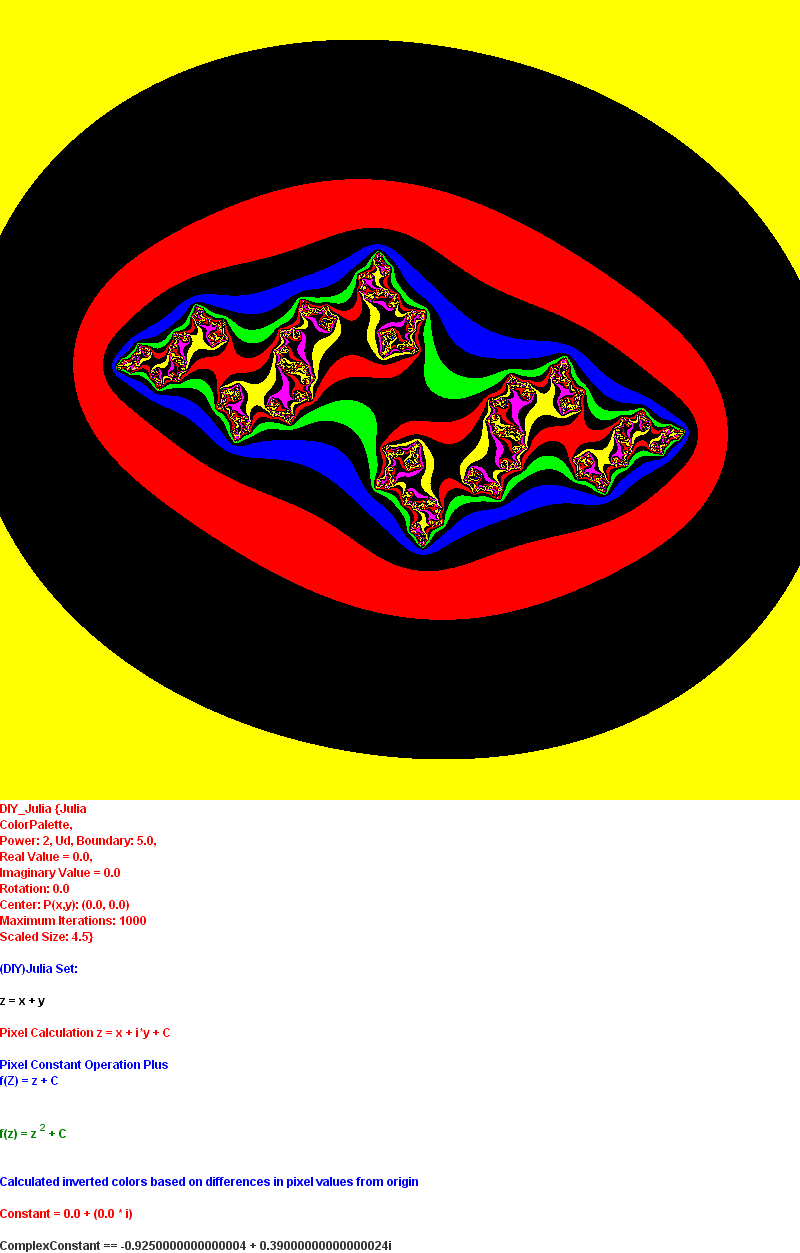 DIY_Julia {Julia
ColorPalette,
Power: 2, Ud, Boundary: 5.0,
Real Value = 0.0,
Imaginary Value = 0.0
Rotation: 0.0
Center: P(x,y): (0.0, 0.0)
Maximum Iterations: 1000
Scaled Size: 4.5}
(DIY)Julia Set:
z = x + y
Pixel Calculation z = x + i*y + C
Pixel Constant Operation Plus
f(Z) = z + C
f(z) = z ² + C
Calculated inverted colors based on differences in pixel values from origin
Constant = 0.0 + (0.0 * i)
ComplexConstant == -0.9250000000000004 + 0.39000000000000024i